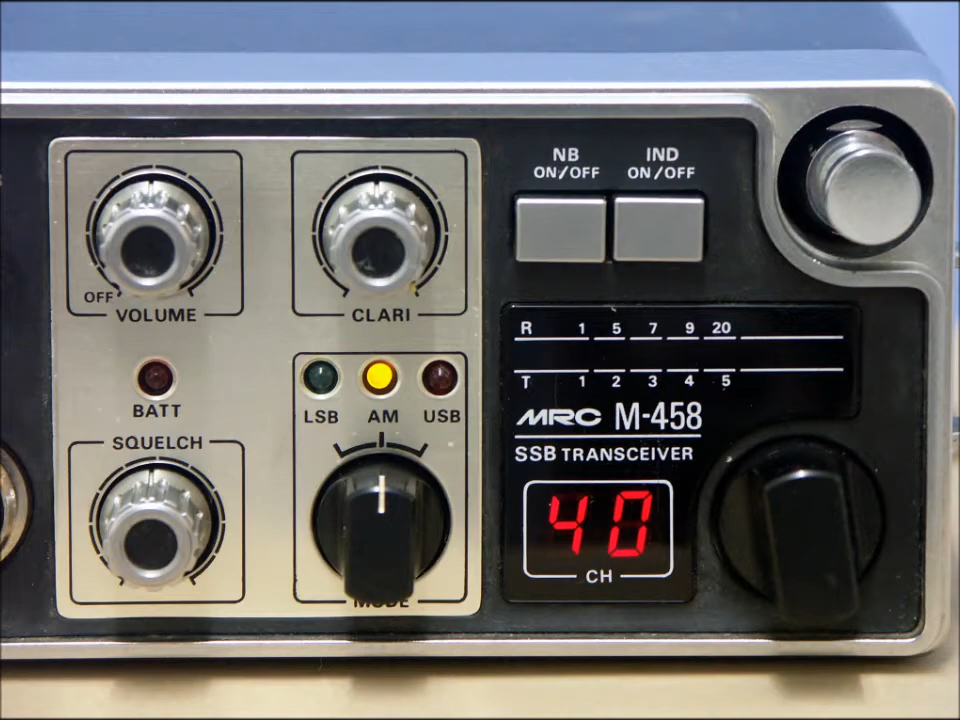 OFF
VOLUME
CLARI
BATT
SQUELCH
LSB AM USB
MODE
NB
ON/OFF
IND
ON/OFF
R 1 5 7 9 20
T 1 2 3 4 5
MRC M-458
SSB TRANSCEIVER
40
CH